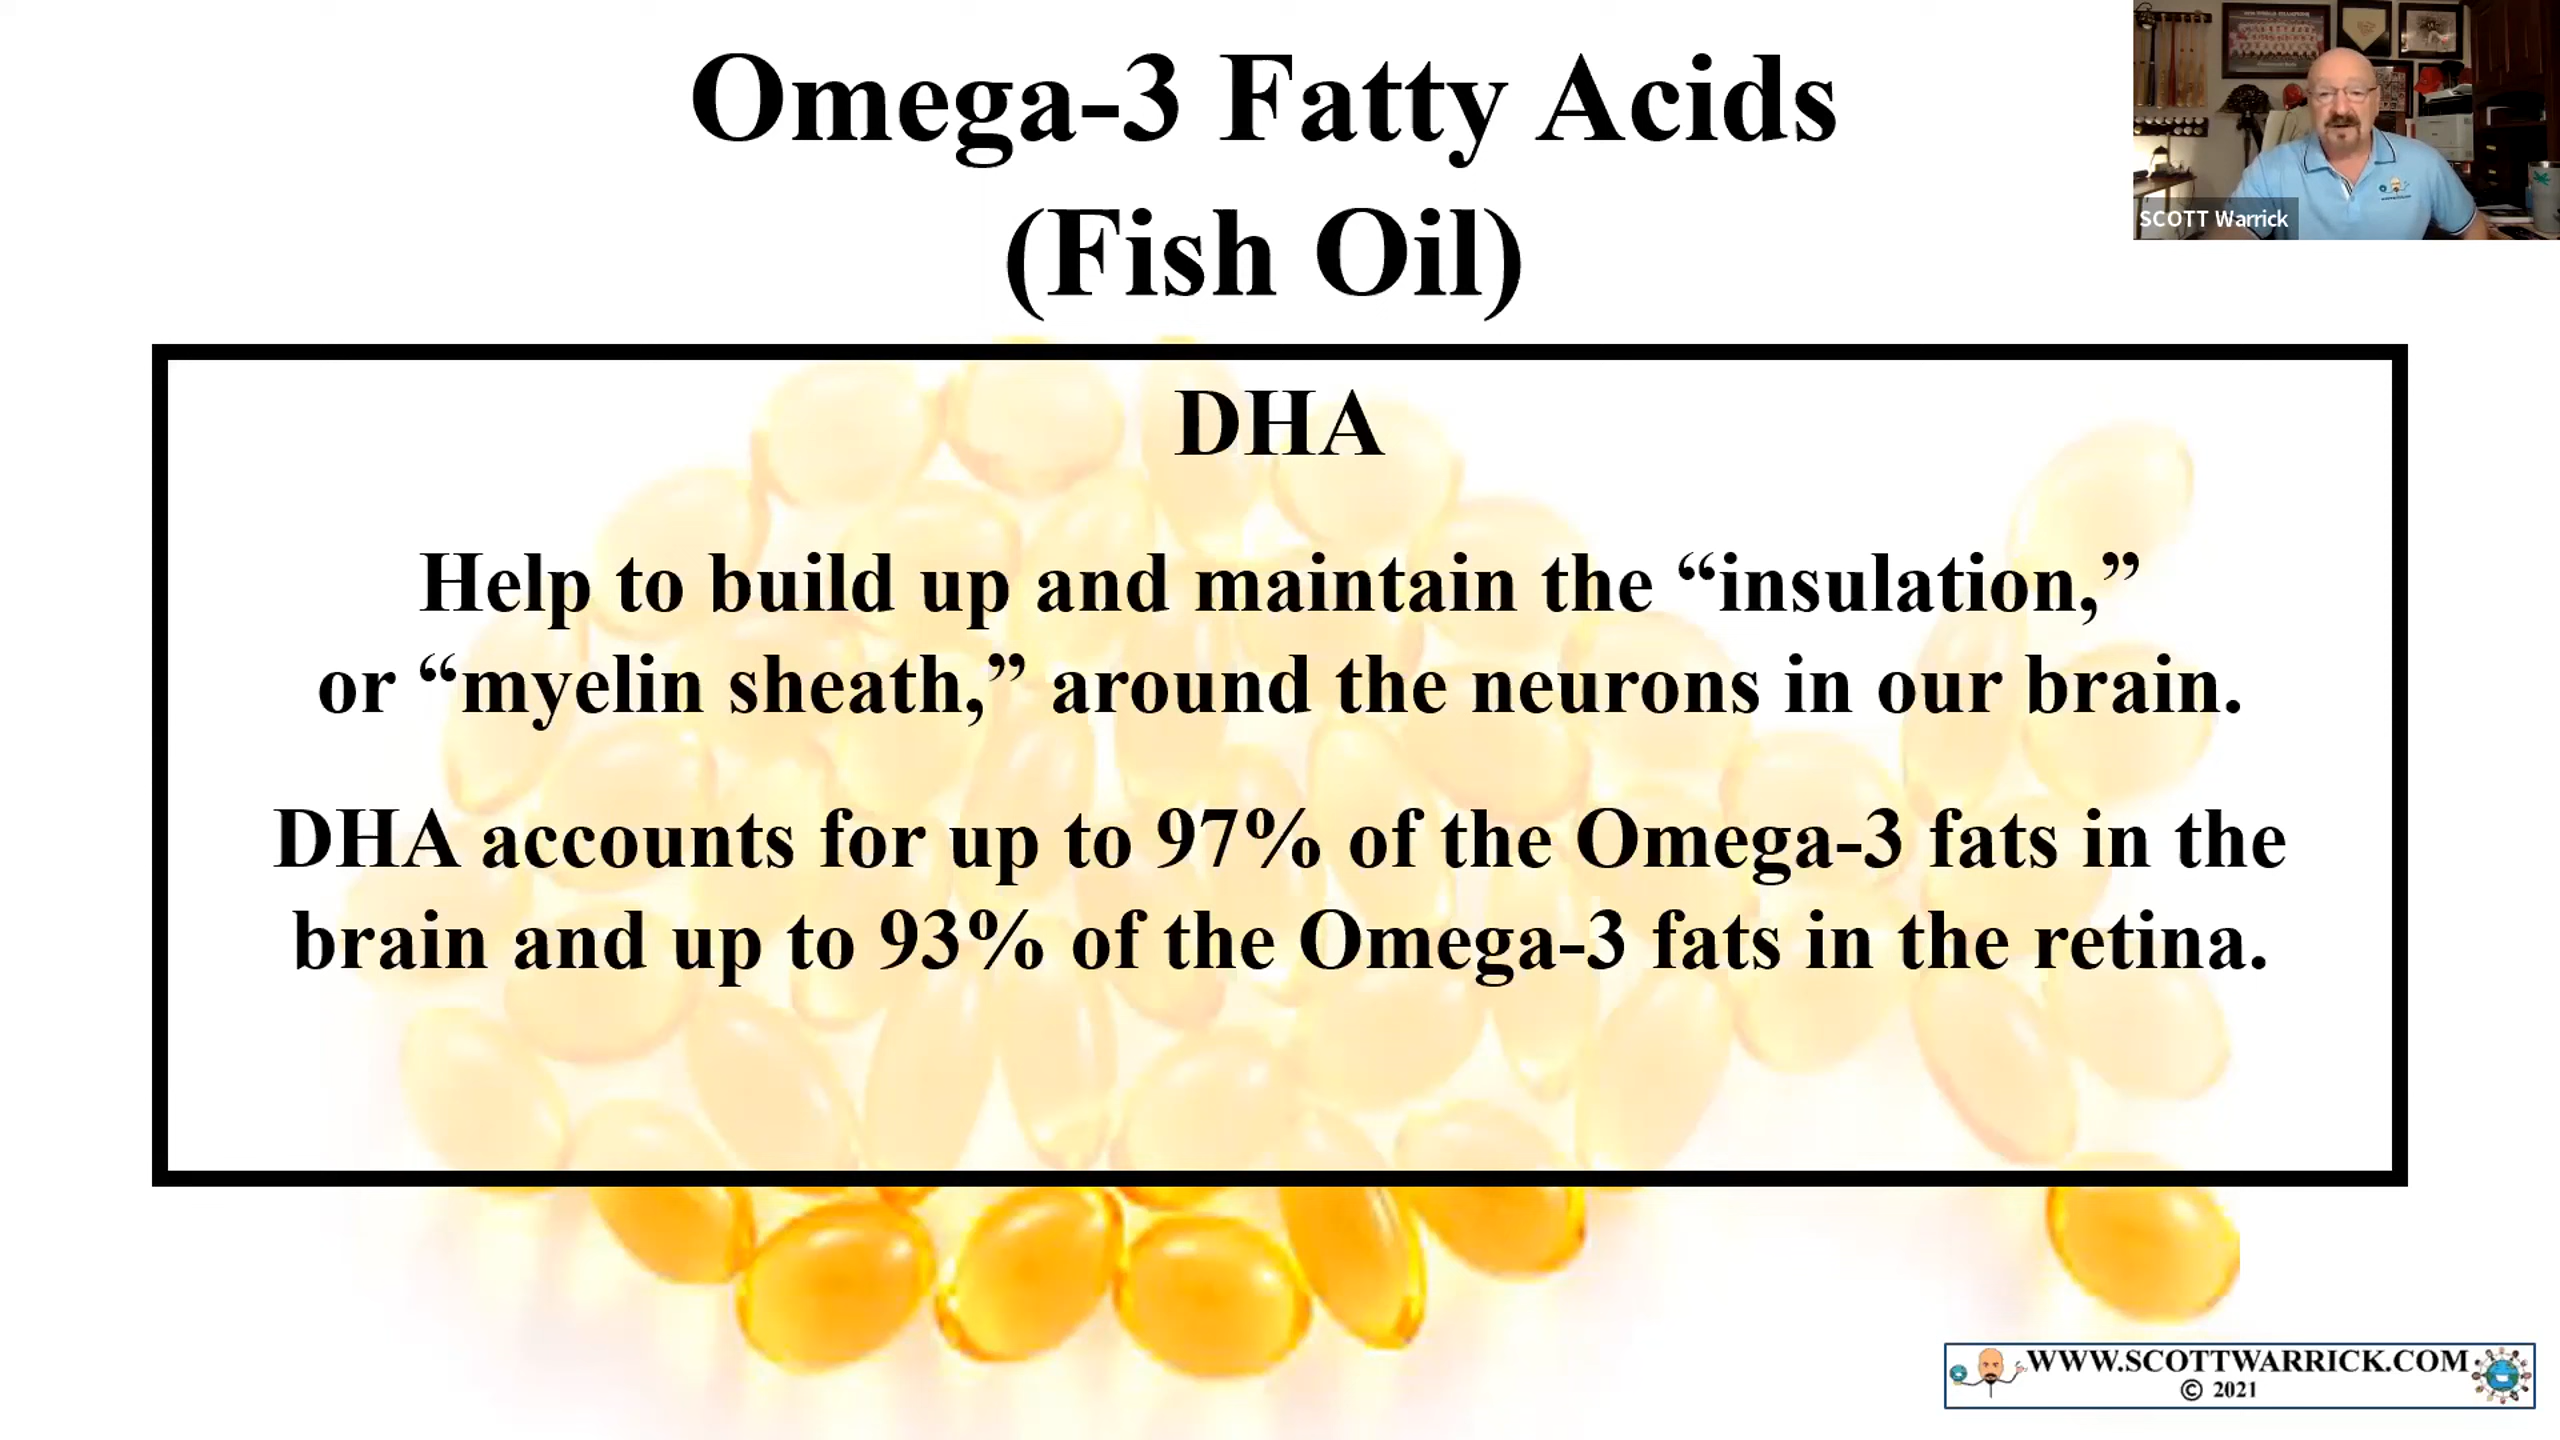 Omega-3 Fatty Acids
(Fish Oil)
SCOTT Warrick
DHA
Help to build up and maintain the “insulation,”
or “myelin sheath,” around the neurons in our brain.
DHA accounts for up to 97% of the Omega-3 fats in the
brain and up to 93% of the Omega-3 fats in the retina.
WWW.SCOTTWARRICK.COM
© 2021